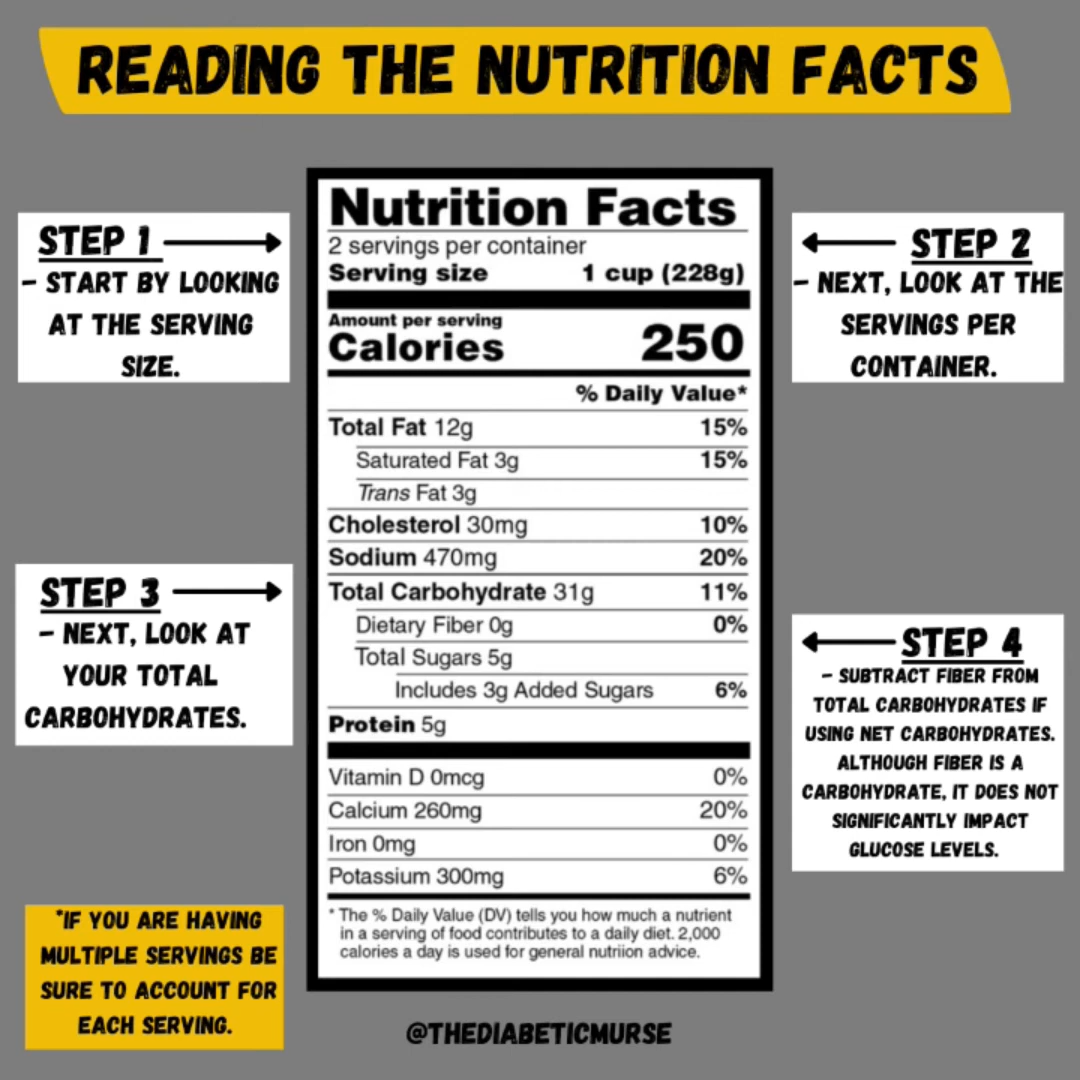 READING THE NUTRITION FACTS
STEP 1
- START BY LOOKING
AT THE SERVING
SIZE.
STEP 2
- NEXT, LOOK AT THE
SERVINGS PER
CONTAINER.
Nutrition Facts
2 servings per container
Serving size 1 cup (228g)
Amount per serving
Calories 250
% Daily Value*
Total Fat 12g 15%
Saturated Fat 3g 15%
Trans Fat 3g
Cholesterol 30mg 10%
Sodium 470mg 20%
Total Carbohydrate 31g 11%
Dietary Fiber 0g 0%
Total Sugars 5g
Includes 3g Added Sugars 6%
Protein 5g
Vitamin D 0mcg 0%
Calcium 260mg 20%
Iron 0mg 0%
Potassium 300mg 6%
* The % Daily Value (DV) tells you how much a nutrient
in a serving of food contributes to a daily diet. 2,000
calories a day is used for general nutriion advice.
STEP 3
- NEXT, LOOK AT
YOUR TOTAL
CARBOHYDRATES.
STEP 4
- SUBTRACT FIBER FROM
TOTAL CARBOHYDRATES IF
USING NET CARBOHYDRATES.
ALTHOUGH FIBER IS A
CARBOHYDRATE, IT DOES NOT
SIGNIFICANTLY IMPACT
GLUCOSE LEVELS.
*IF YOU ARE HAVING
MULTIPLE SERVINGS BE
SURE TO ACCOUNT FOR
EACH SERVING.
@THEDIABETICMURSE